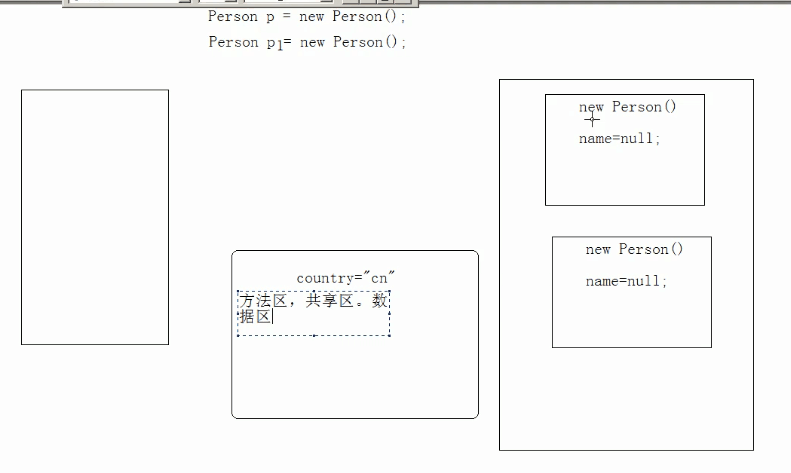 Person p = new Person();
Person p1= new Person();
new Person()
name=null;
country="cn"
方法区，共享区。数
据区
new Person()
name=null;